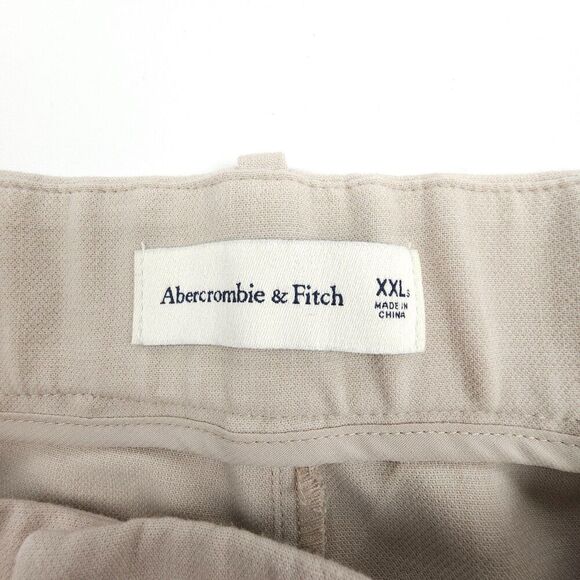 Abercrombie & Fitch
XXLS
MADE IN
CHINA